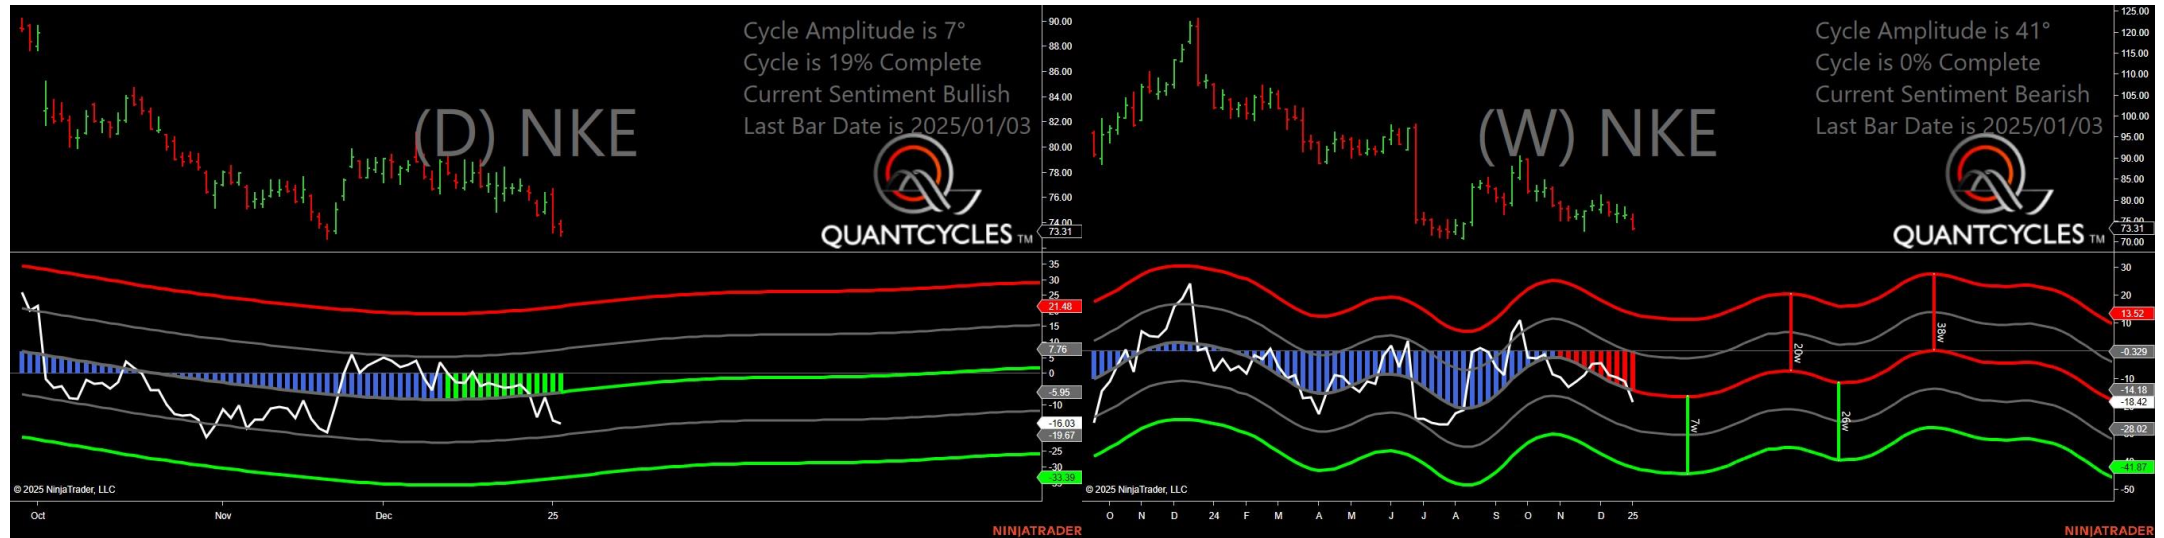 Cycle Amplitude is 7°
Cycle is 19% Complete
Current Sentiment Bullish
Last Bar Date is 2025/01/03
(D) NKE
QUANTCYCLES TM
90.00
88.00
86.00
84.00
82.00
80.00
78.00
76.00
74.00
73.31
35
30
25
21.48
15
7.76
5
0
-5.95
-10
-16.03
-19.67
-25
-30
-33.39
© 2025 NinjaTrader, LLC
Oct Nov Dec 25
NINJATRADER
Cycle Amplitude is 41°
Cycle is 0% Complete
Current Sentiment Bearish
Last Bar Date is 2025/01/03
(W) NKE
QUANTCYCLES TM
125.00
120.00
115.00
110.00
105.00
100.00
95.00
90.00
85.00
80.00
75.00
73.31
70.00
30
20
13.52
10
-0.329
-10
-14.18
-18.42
-28.02
-41.87
-50
7w
20w
26w
38w
© 2025 NinjaTrader, LLC
O N D 24 F M A M J J A S O N D 25
NINJATRADER